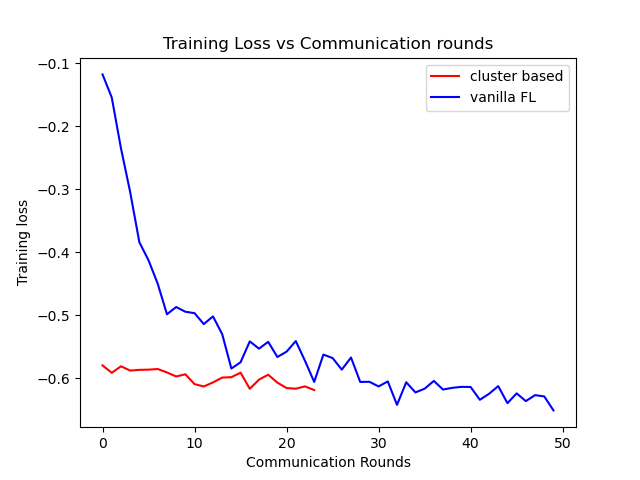 Training Loss vs Communication rounds
cluster based
vanilla FL
−0.1
−0.2
−0.3
−0.4
−0.5
−0.6
Training loss
0 10 20 30 40 50
Communication Rounds